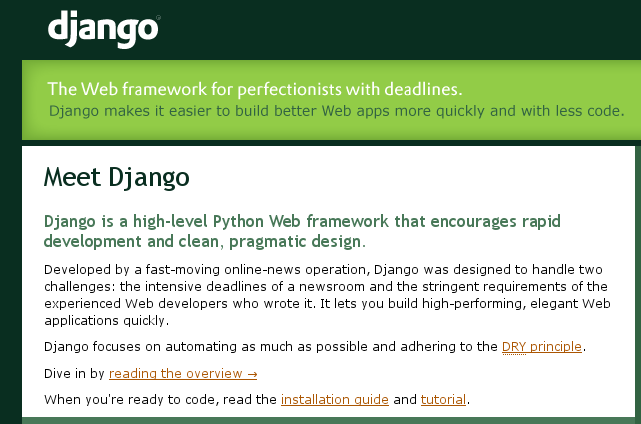 django
The Web framework for perfectionists with deadlines.
Django makes it easier to build better Web apps more quickly and with less code.
Meet Django
Django is a high-level Python Web framework that encourages rapid
development and clean, pragmatic design.
Developed by a fast-moving online-news operation, Django was designed to handle two
challenges: the intensive deadlines of a newsroom and the stringent requirements of the
experienced Web developers who wrote it. It lets you build high-performing, elegant Web
applications quickly.
Django focuses on automating as much as possible and adhering to the DRY principle.
Dive in by reading the overview →
When you're ready to code, read the installation guide and tutorial.